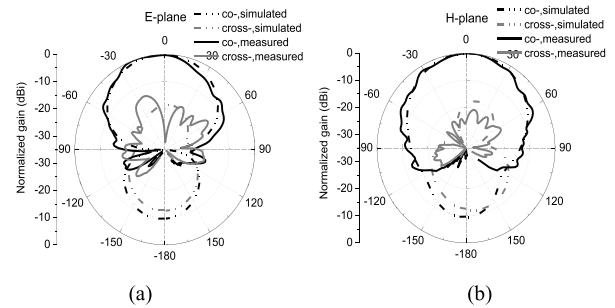 E-plane
co-,simulated
cross-,simulated
co-,measured
cross-,measured
0
-30
30
-60
60
-90
90
-120
120
-150
150
-180
Normalized gain (dBi)
0
-10
-20
-30
-30
-20
-10
0
(a)
H-plane
co-,simulated
cross-,simulated
co-,measured
cross-,measured
0
-30
30
-60
60
-90
90
-120
120
-150
150
-180
Normalized gain (dBi)
0
-10
-20
-30
-30
-20
-10
0
(b)